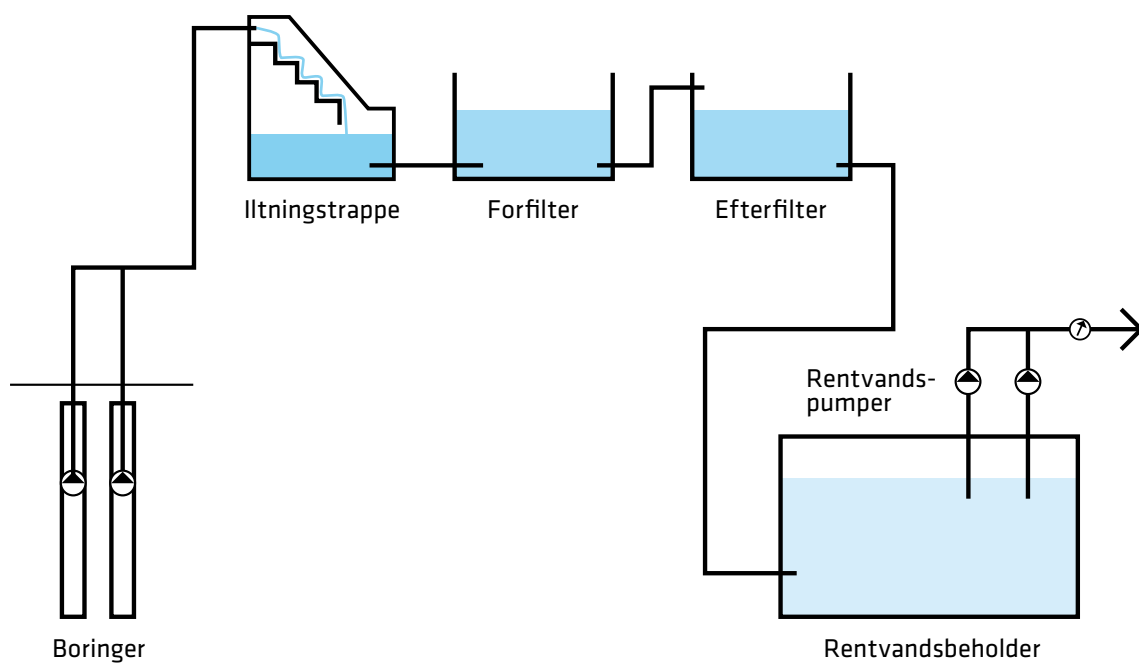 Iltningstrappe
Forfilter
Efterfilter
Rentvands-
pumper
Boringer
Rentvandsbeholder